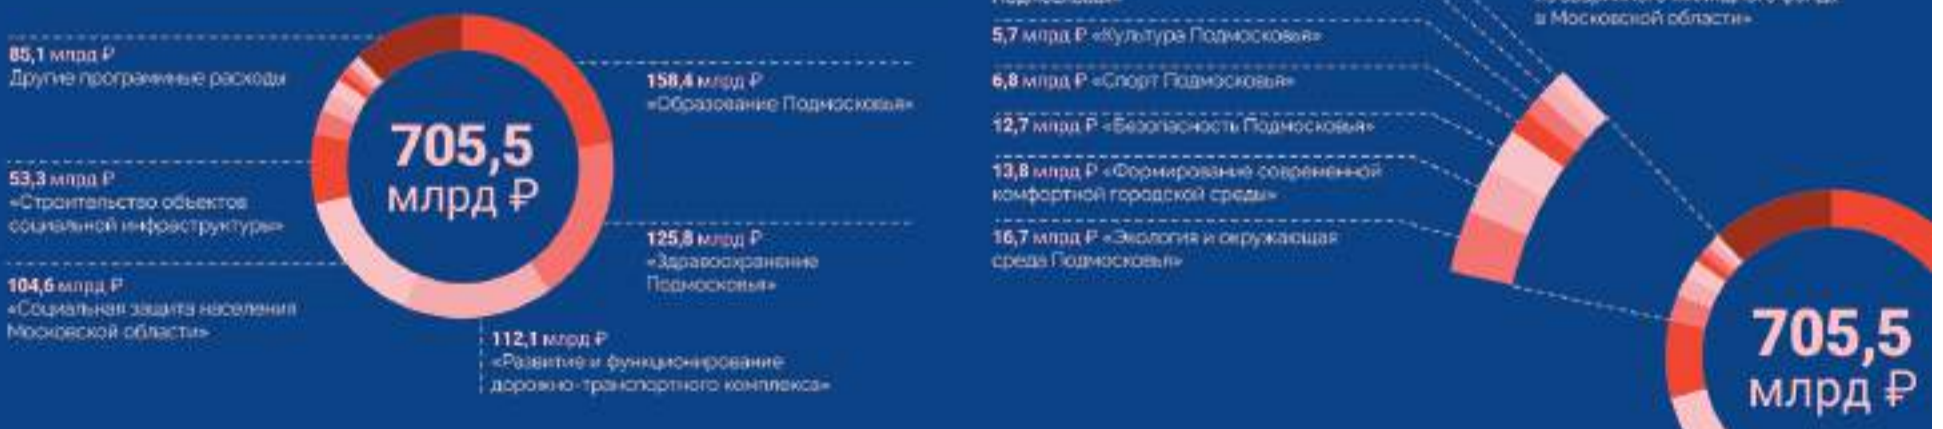 85,1 млрд ₽
Другие программные расходы
53,3 млрд ₽
«Строительство объектов
социальной инфраструктуры»
104,6 млрд ₽
«Социальная защита населения
Московской области»
705,5
млрд ₽
158,4 млрд ₽
«Образование Подмосковья»
125,8 млрд ₽
«Здравоохранение
Подмосковья»
112,1 млрд ₽
«Развитие и функционирование
дорожно-транспортного комплекса»
5,7 млрд ₽ «Культура Подмосковья»
6,8 млрд ₽ «Спорт Подмосковья»
12,7 млрд ₽ «Безопасность Подмосковья»
13,8 млрд ₽ «Формирование современной
комфортной городской среды»
16,7 млрд ₽ «Экология и окружающая
среда Подмосковья»
в Московской области»
705,5
млрд ₽